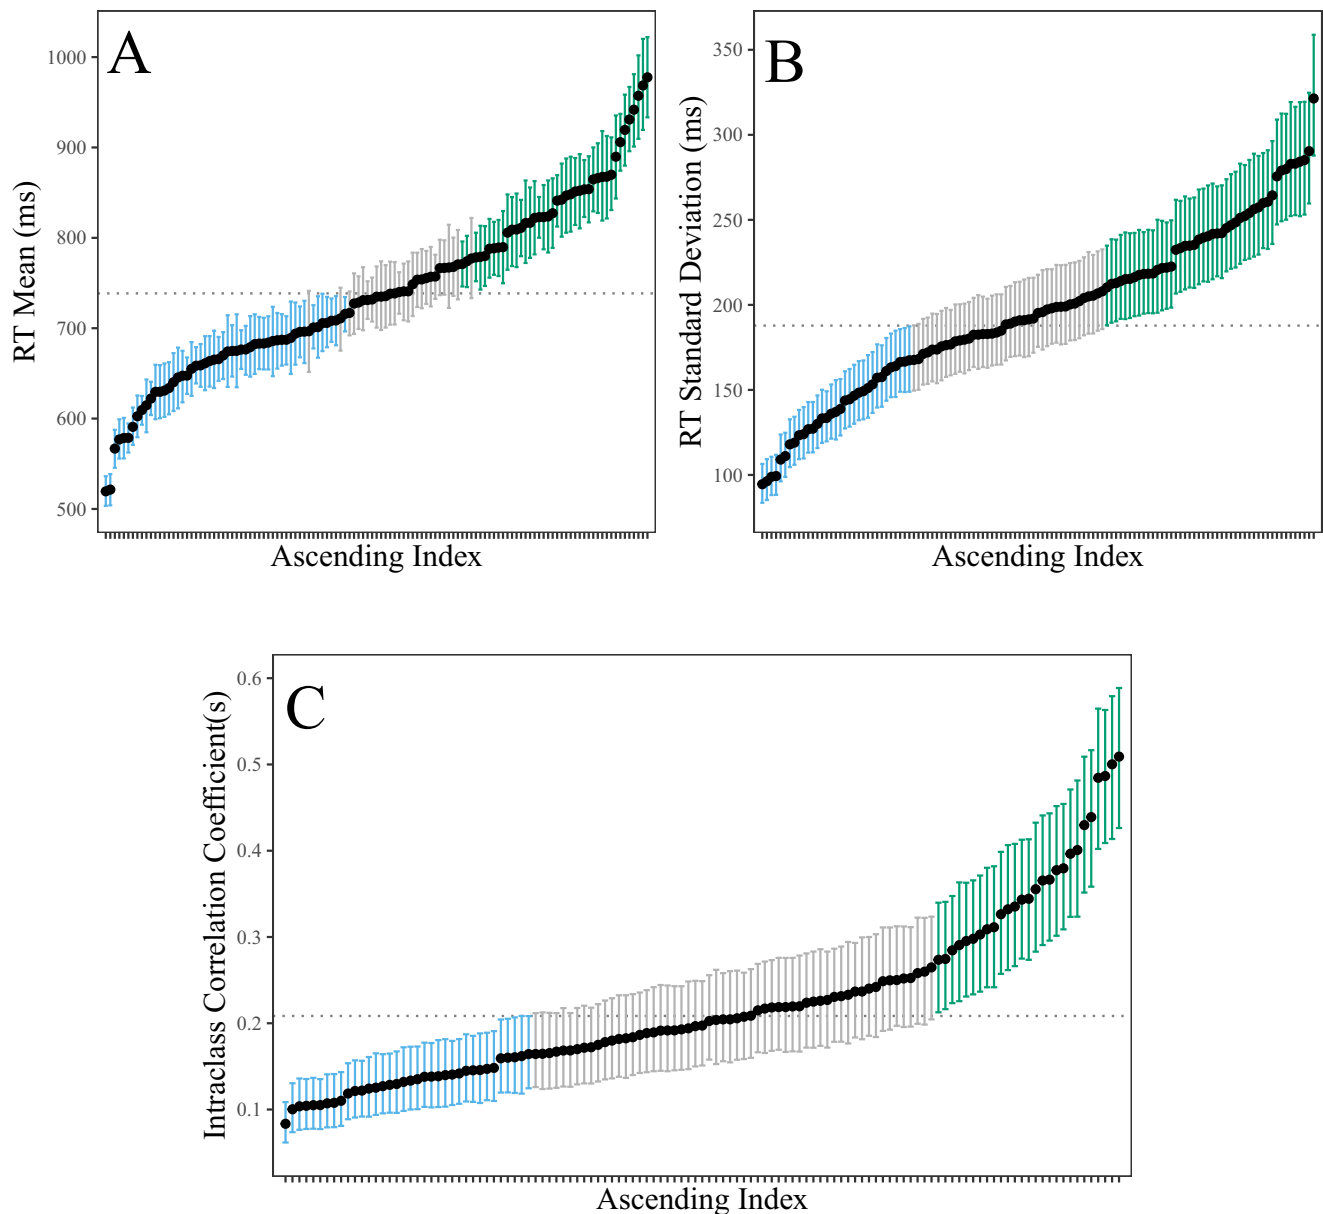 A
RT Mean (ms)
1000
900
800
700
600
500
Ascending Index
B
RT Standard Deviation (ms)
350
300
250
200
150
100
Ascending Index
C
Intraclass Correlation Coefficient(s)
0.6
0.5
0.4
0.3
0.2
0.1
Ascending Index